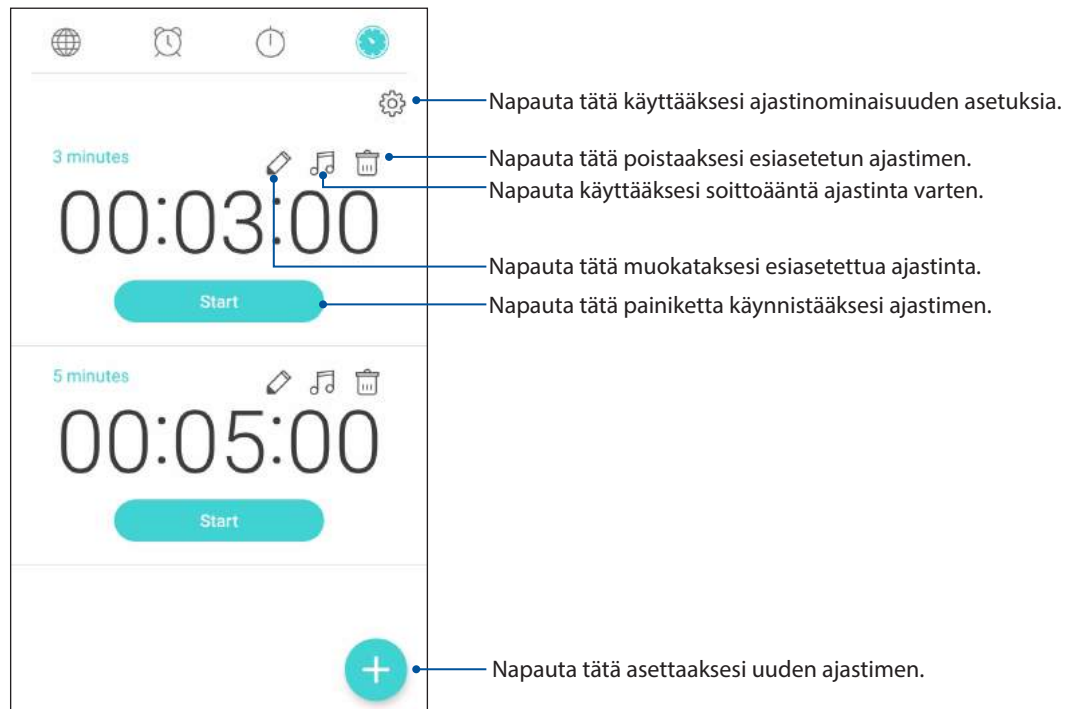 Napauta tätä käyttääksesi ajastinominaisuuden asetuksia.
3 minutes
Napauta tätä poistaaksesi esiasetetun ajastimen.
Napauta käyttääksesi soittoääntä ajastinta varten.
00:03:00
Napauta tätä muokataksesi esiasetettua ajastinta.
Start
Napauta tätä painiketta käynnistääksesi ajastimen.
5 minutes
00:05:00
Start
Napauta tätä asettaaksesi uuden ajastimen.